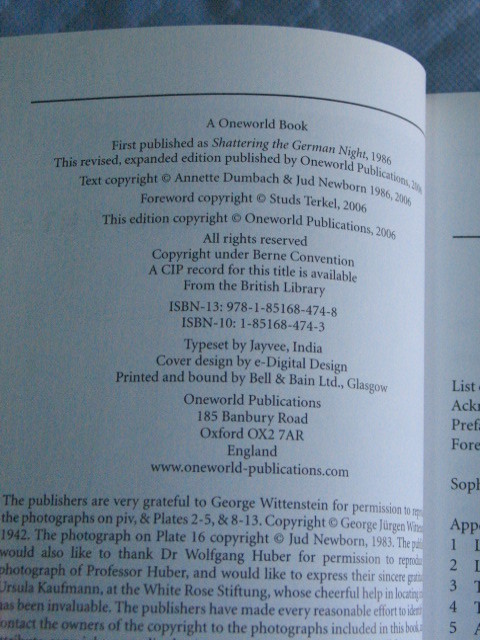 A Oneworld Book
First published as Shattering the German Night, 1986
This revised, expanded edition published by Oneworld Publications, 2006
Text copyright © Annette Dumbach & Jud Newborn 1986, 2006
Foreword copyright © Studs Terkel, 2006
This edition copyright © Oneworld Publications, 2006
All rights reserved
Copyright under Berne Convention
A CIP record for this title is available
From the British Library
ISBN-13: 978-1-85168-474-8
ISBN-10: 1-85168-474-3
Typeset by Jayvee, India
Cover design by e-Digital Design
Printed and bound by Bell & Bain Ltd., Glasgow
Oneworld Publications
185 Banbury Road
Oxford OX2 7AR
England
www.oneworld-publications.com
The publishers are very grateful to George Wittenstein for permission to
the photographs on piv, & Plates 2-5, & 8-13. Copyright © George Jürgen
1942. The photograph on Plate 16 copyright © Jud Newborn, 1983. The
would also like to thank Dr Wolfgang Huber for permission to
photograph of Professor Huber, and would like to express their sincere
Ursula Kaufmann, at the White Rose Stiftung, whose cheerful help in locating
has been invaluable. The publishers have made every reasonable effort to
contact the owners of the copyright to the photographs included in this book
List
Fore
1
2
3 T
4 T
5